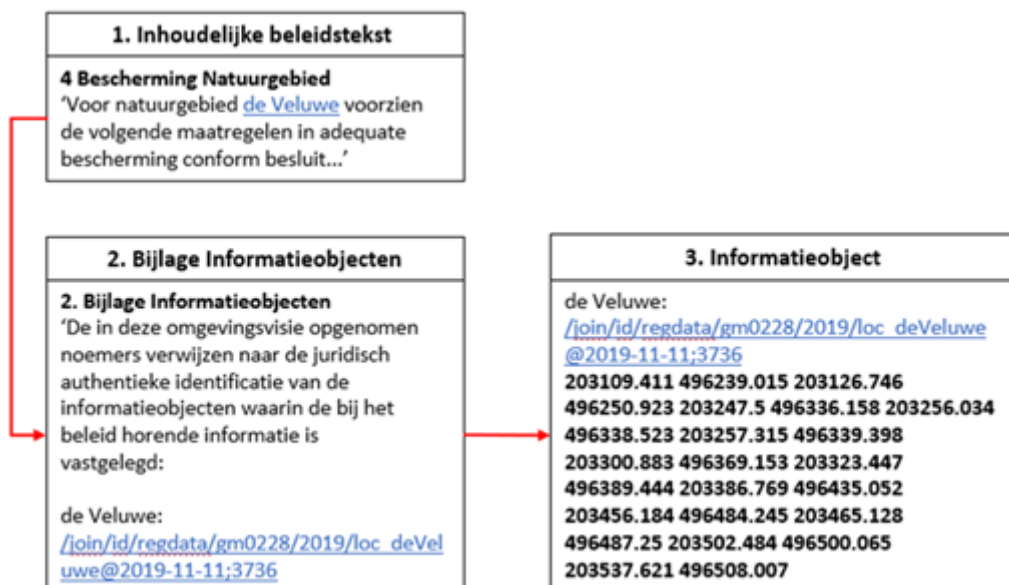 1. Inhoudelijke beleidstekst
4 Bescherming Natuurgebied
‘Voor natuurgebied de Veluwe voorzien
de volgende maatregelen in adequate
bescherming conform besluit...’
2. Bijlage Informatieobjecten
2. Bijlage Informatieobjecten
‘De in deze omgevingsvisie opgenomen
noemers verwijzen naar de juridisch
authentieke identificatie van de
informatieobjecten waarin de bij het
beleid horende informatie is
vastgelegd:
de Veluwe:
/join/id/regdata/gm0228/2019/loc_deVel
uwe@2019-11-11;3736
3. Informatieobject
de Veluwe:
/join/id/regdata/gm0228/2019/loc_deVeluwe
@2019-11-11;3736
203109.411 496239.015 203126.746
496250.923 203247.5 496336.158 203256.034
496338.523 203257.315 496339.398
203300.883 496369.153 203323.447
496389.444 203386.769 496435.052
203456.184 496484.245 203465.128
496487.25 203502.484 496500.065
203537.621 496508.007